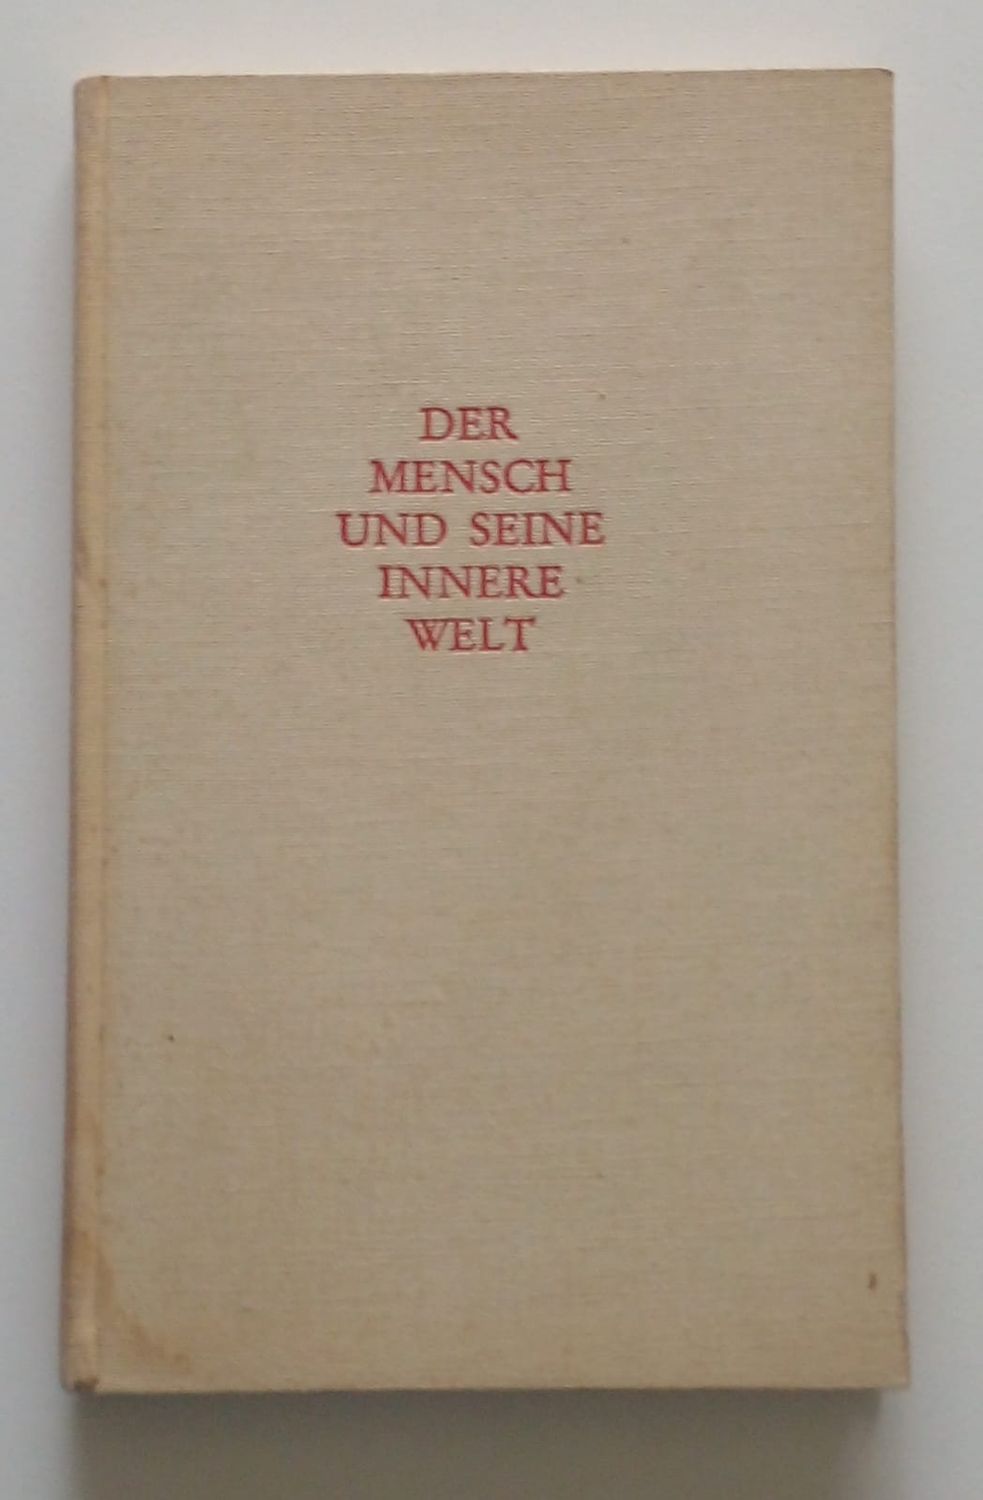 DER
MENSCH
UND SEINE
INNERE
WELT